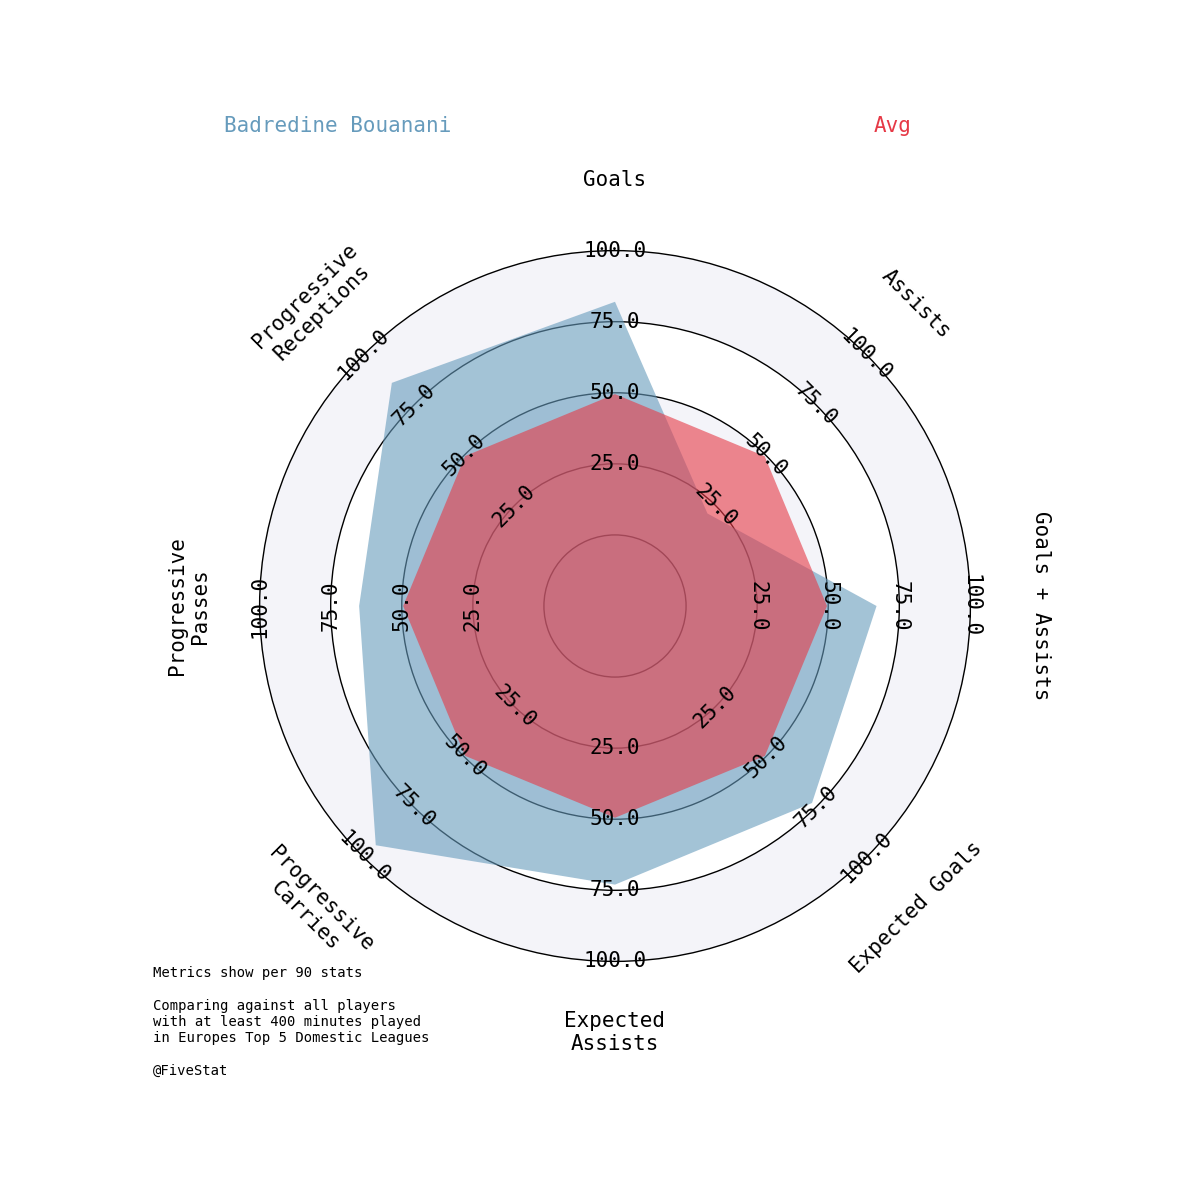 Badredine Bouanani
Avg
Goals
Assists
Goals + Assists
Expected Goals
Expected
Assists
Progressive
Carries
Progressive
Passes
Progressive
Receptions
25.0
50.0
75.0
100.0
25.0
50.0
75.0
100.0
25.0
50.0
75.0
100.0
25.0
50.0
75.0
100.0
25.0
50.0
75.0
100.0
25.0
50.0
75.0
100.0
25.0
50.0
75.0
100.0
25.0
50.0
75.0
100.0
Metrics show per 90 stats
Comparing against all players
with at least 400 minutes played
in Europes Top 5 Domestic Leagues
@FiveStat